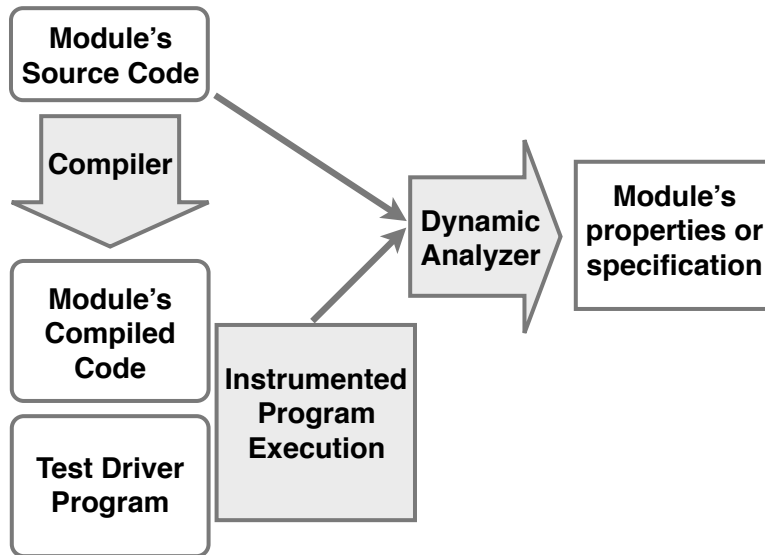 Module's
Source Code
Compiler
Module's
Compiled
Code
Test Driver
Program
Instrumented
Program
Execution
Dynamic
Analyzer
Module's
properties or
specification